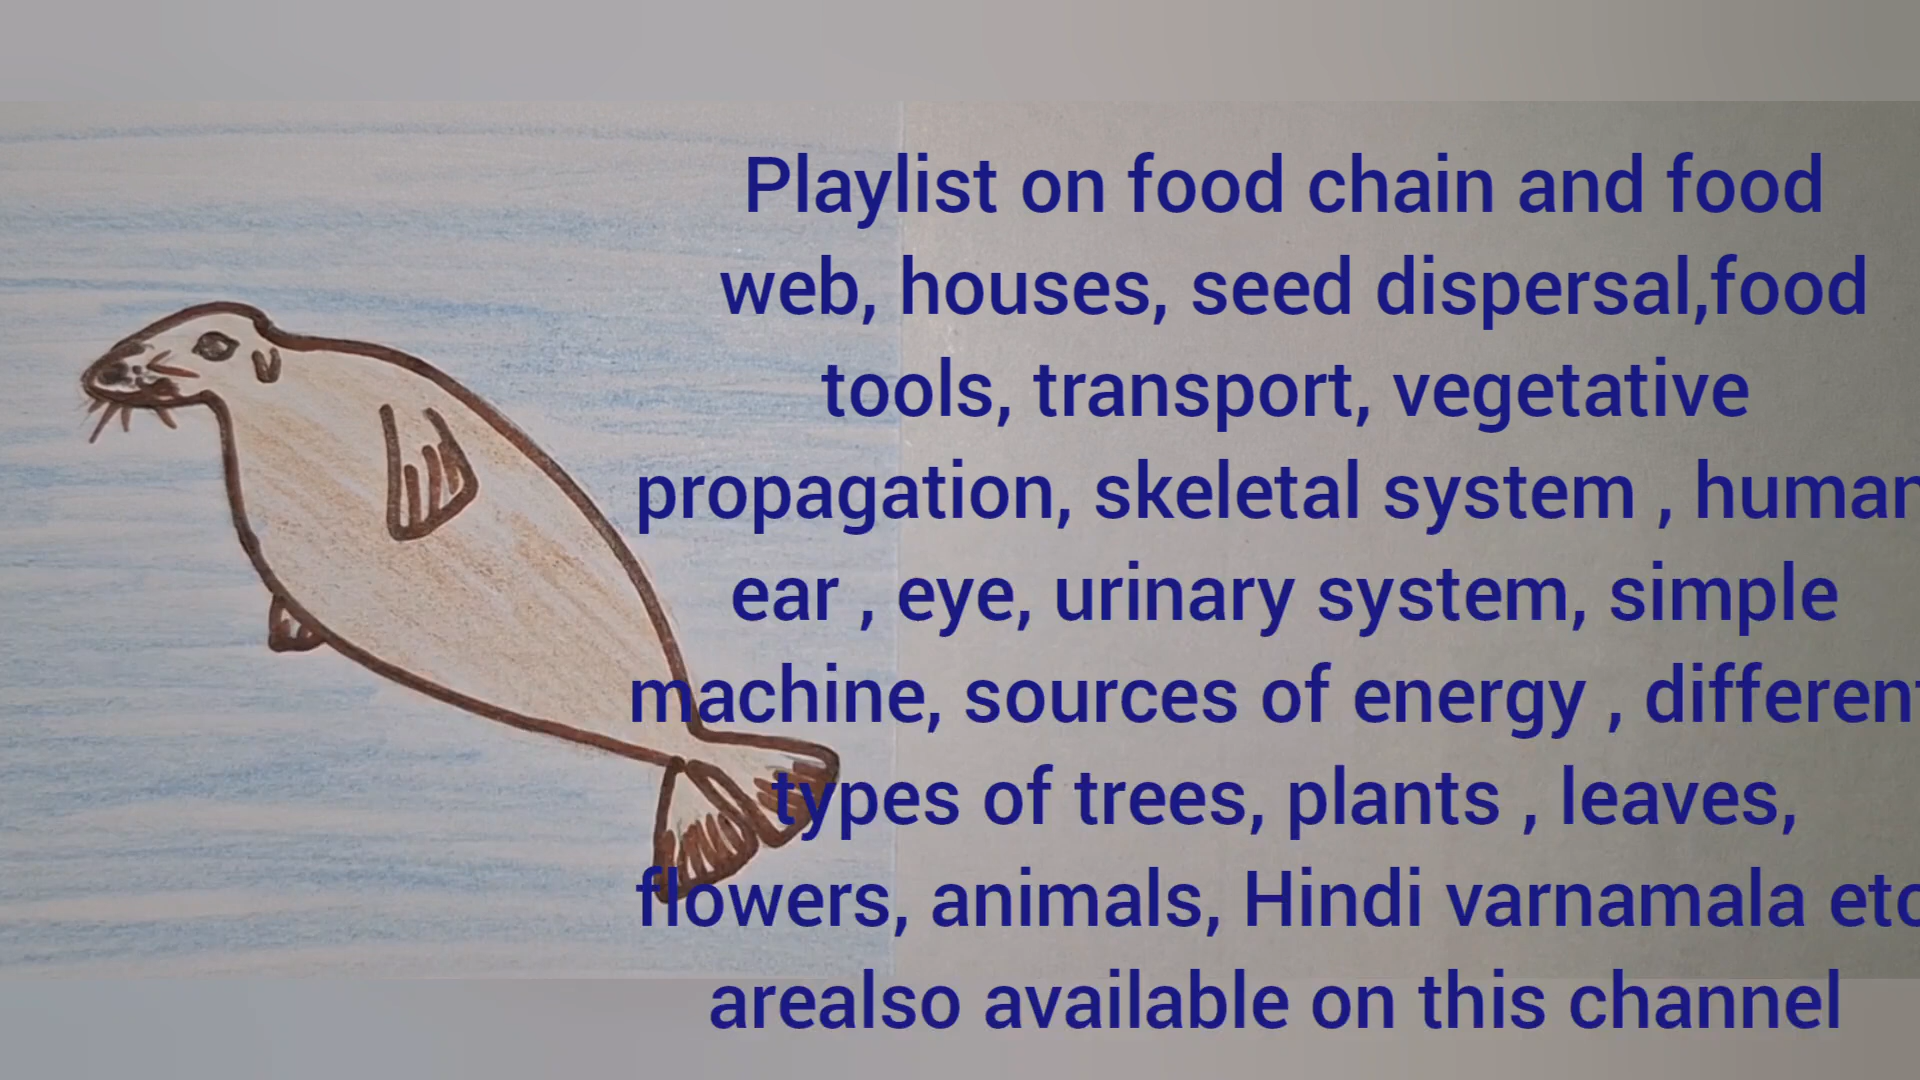 Playlist on food chain and food
web, houses, seed dispersal,food
tools, transport, vegetative
propagation, skeletal system , human
ear , eye, urinary system, simple
machine, sources of energy , different
types of trees, plants , leaves,
flowers, animals, Hindi varnamala etc
arealso available on this channel